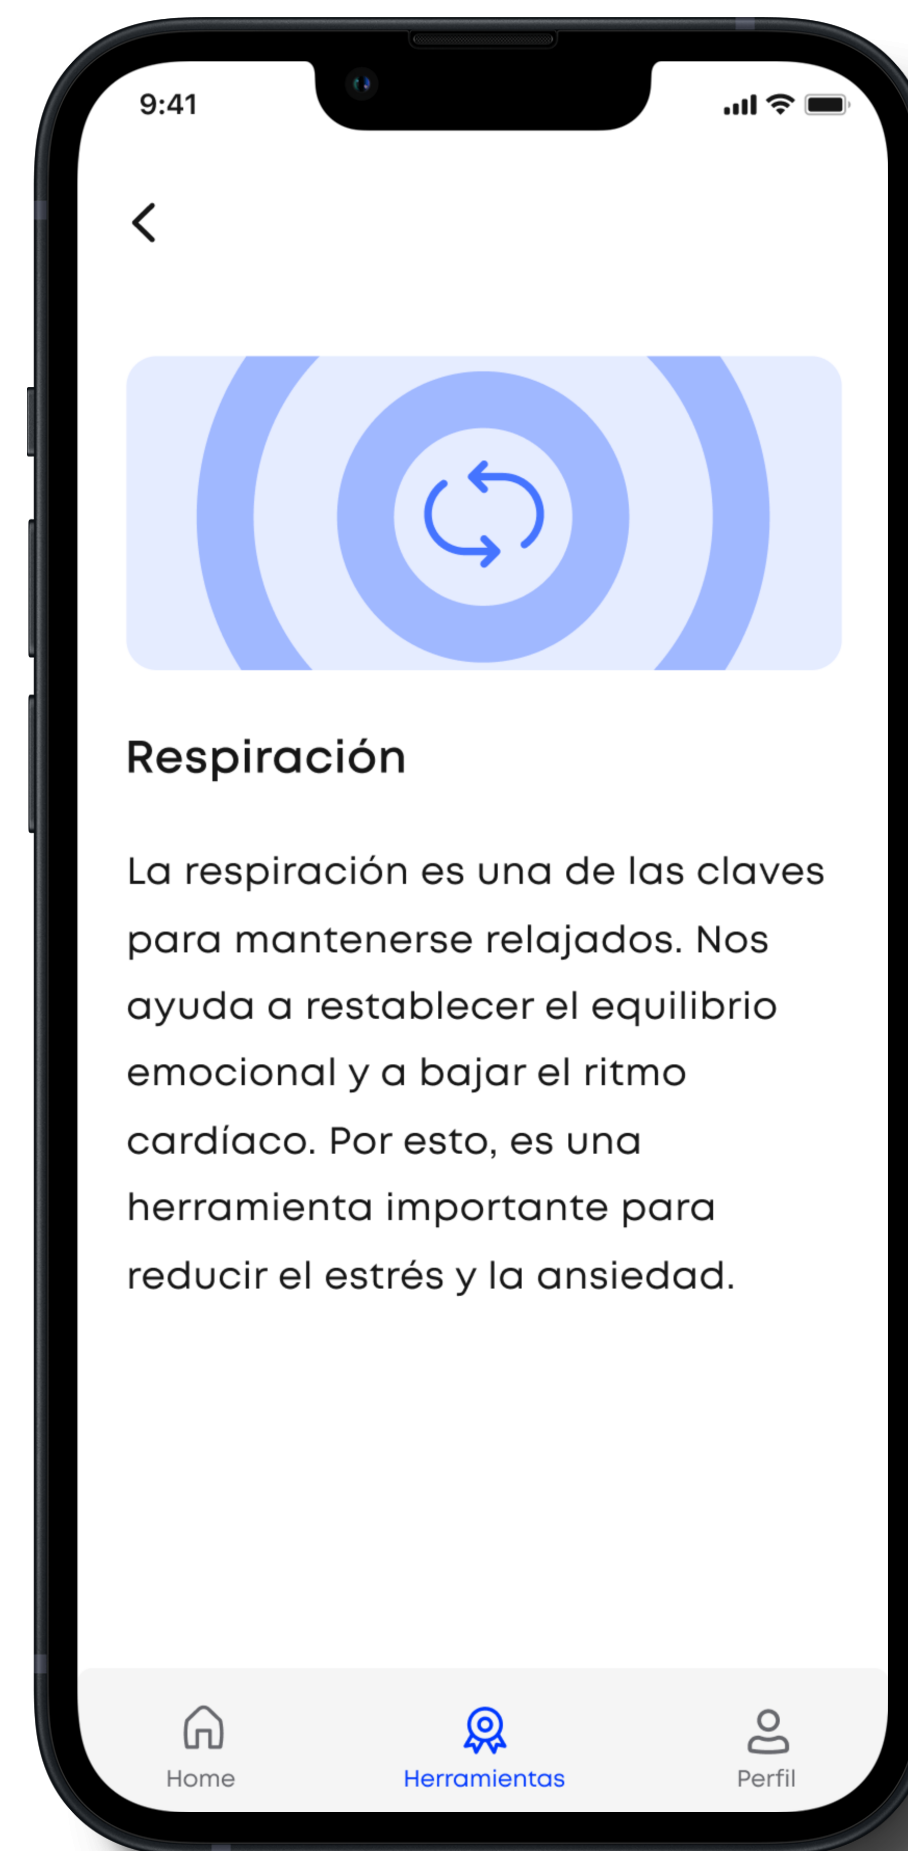 9:41
Respiración
La respiración es una de las claves
para mantenerse relajados. Nos
ayuda a restablecer el equilibrio
emocional y a bajar el ritmo
cardíaco. Por esto, es una
herramienta importante para
reducir el estrés y la ansiedad.
Home
Herramientas
Perfil